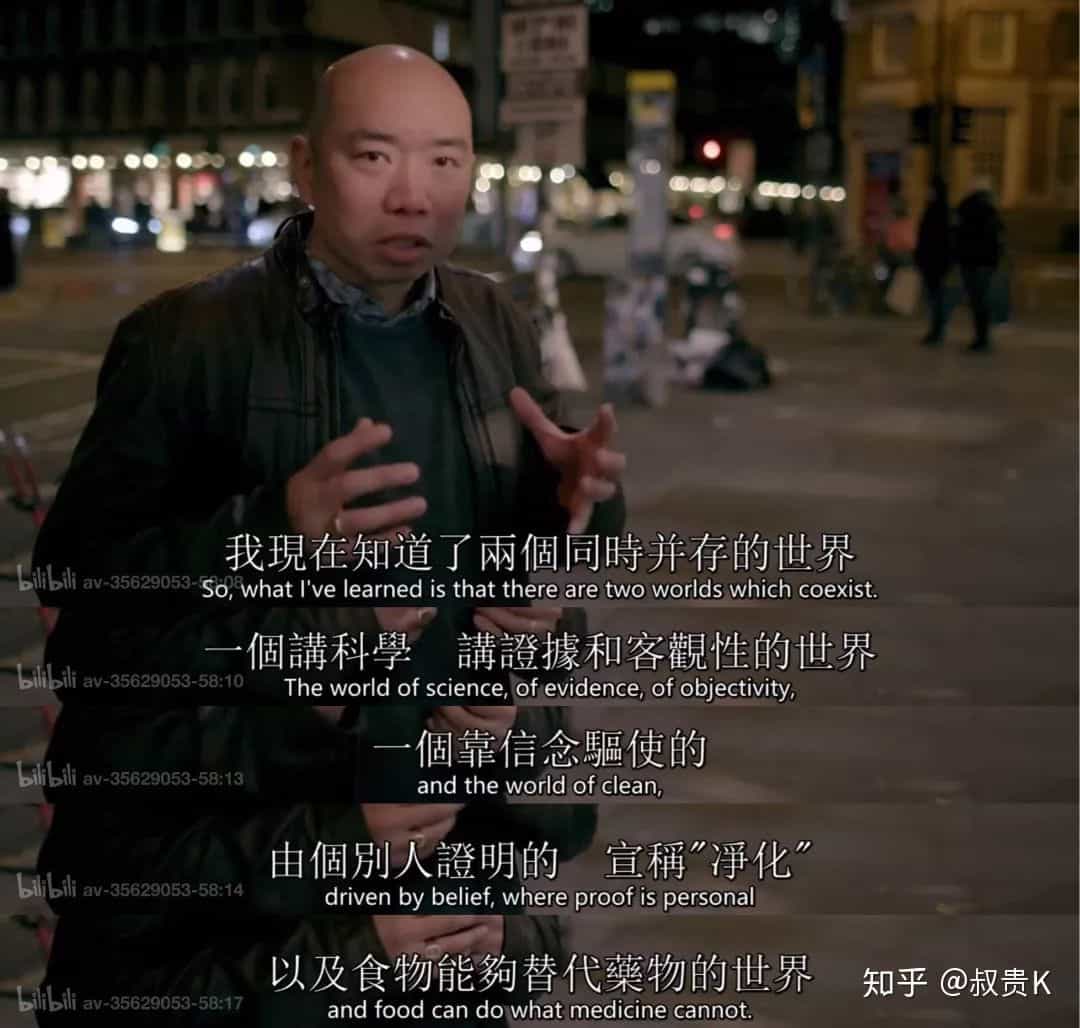 我現在知道了兩個同時并存的世界
bilibili av-35629053-58:08
So, what I've learned is that there are two worlds which coexist.
一個講科學　講證據和客觀性的世界
bilibili av-35629053-58:10
The world of science, of evidence, of objectivity,
一個靠信念驅使的
bilibili av-35629053-58:13
and the world of clean,
由個別人證明的　宣稱"凈化"
bilibili av-35629053-58:14
driven by belief, where proof is personal
以及食物能夠替代藥物的世界
知乎 @叔贵K
bilibili av-35629053-58:17
and food can do what medicine cannot.